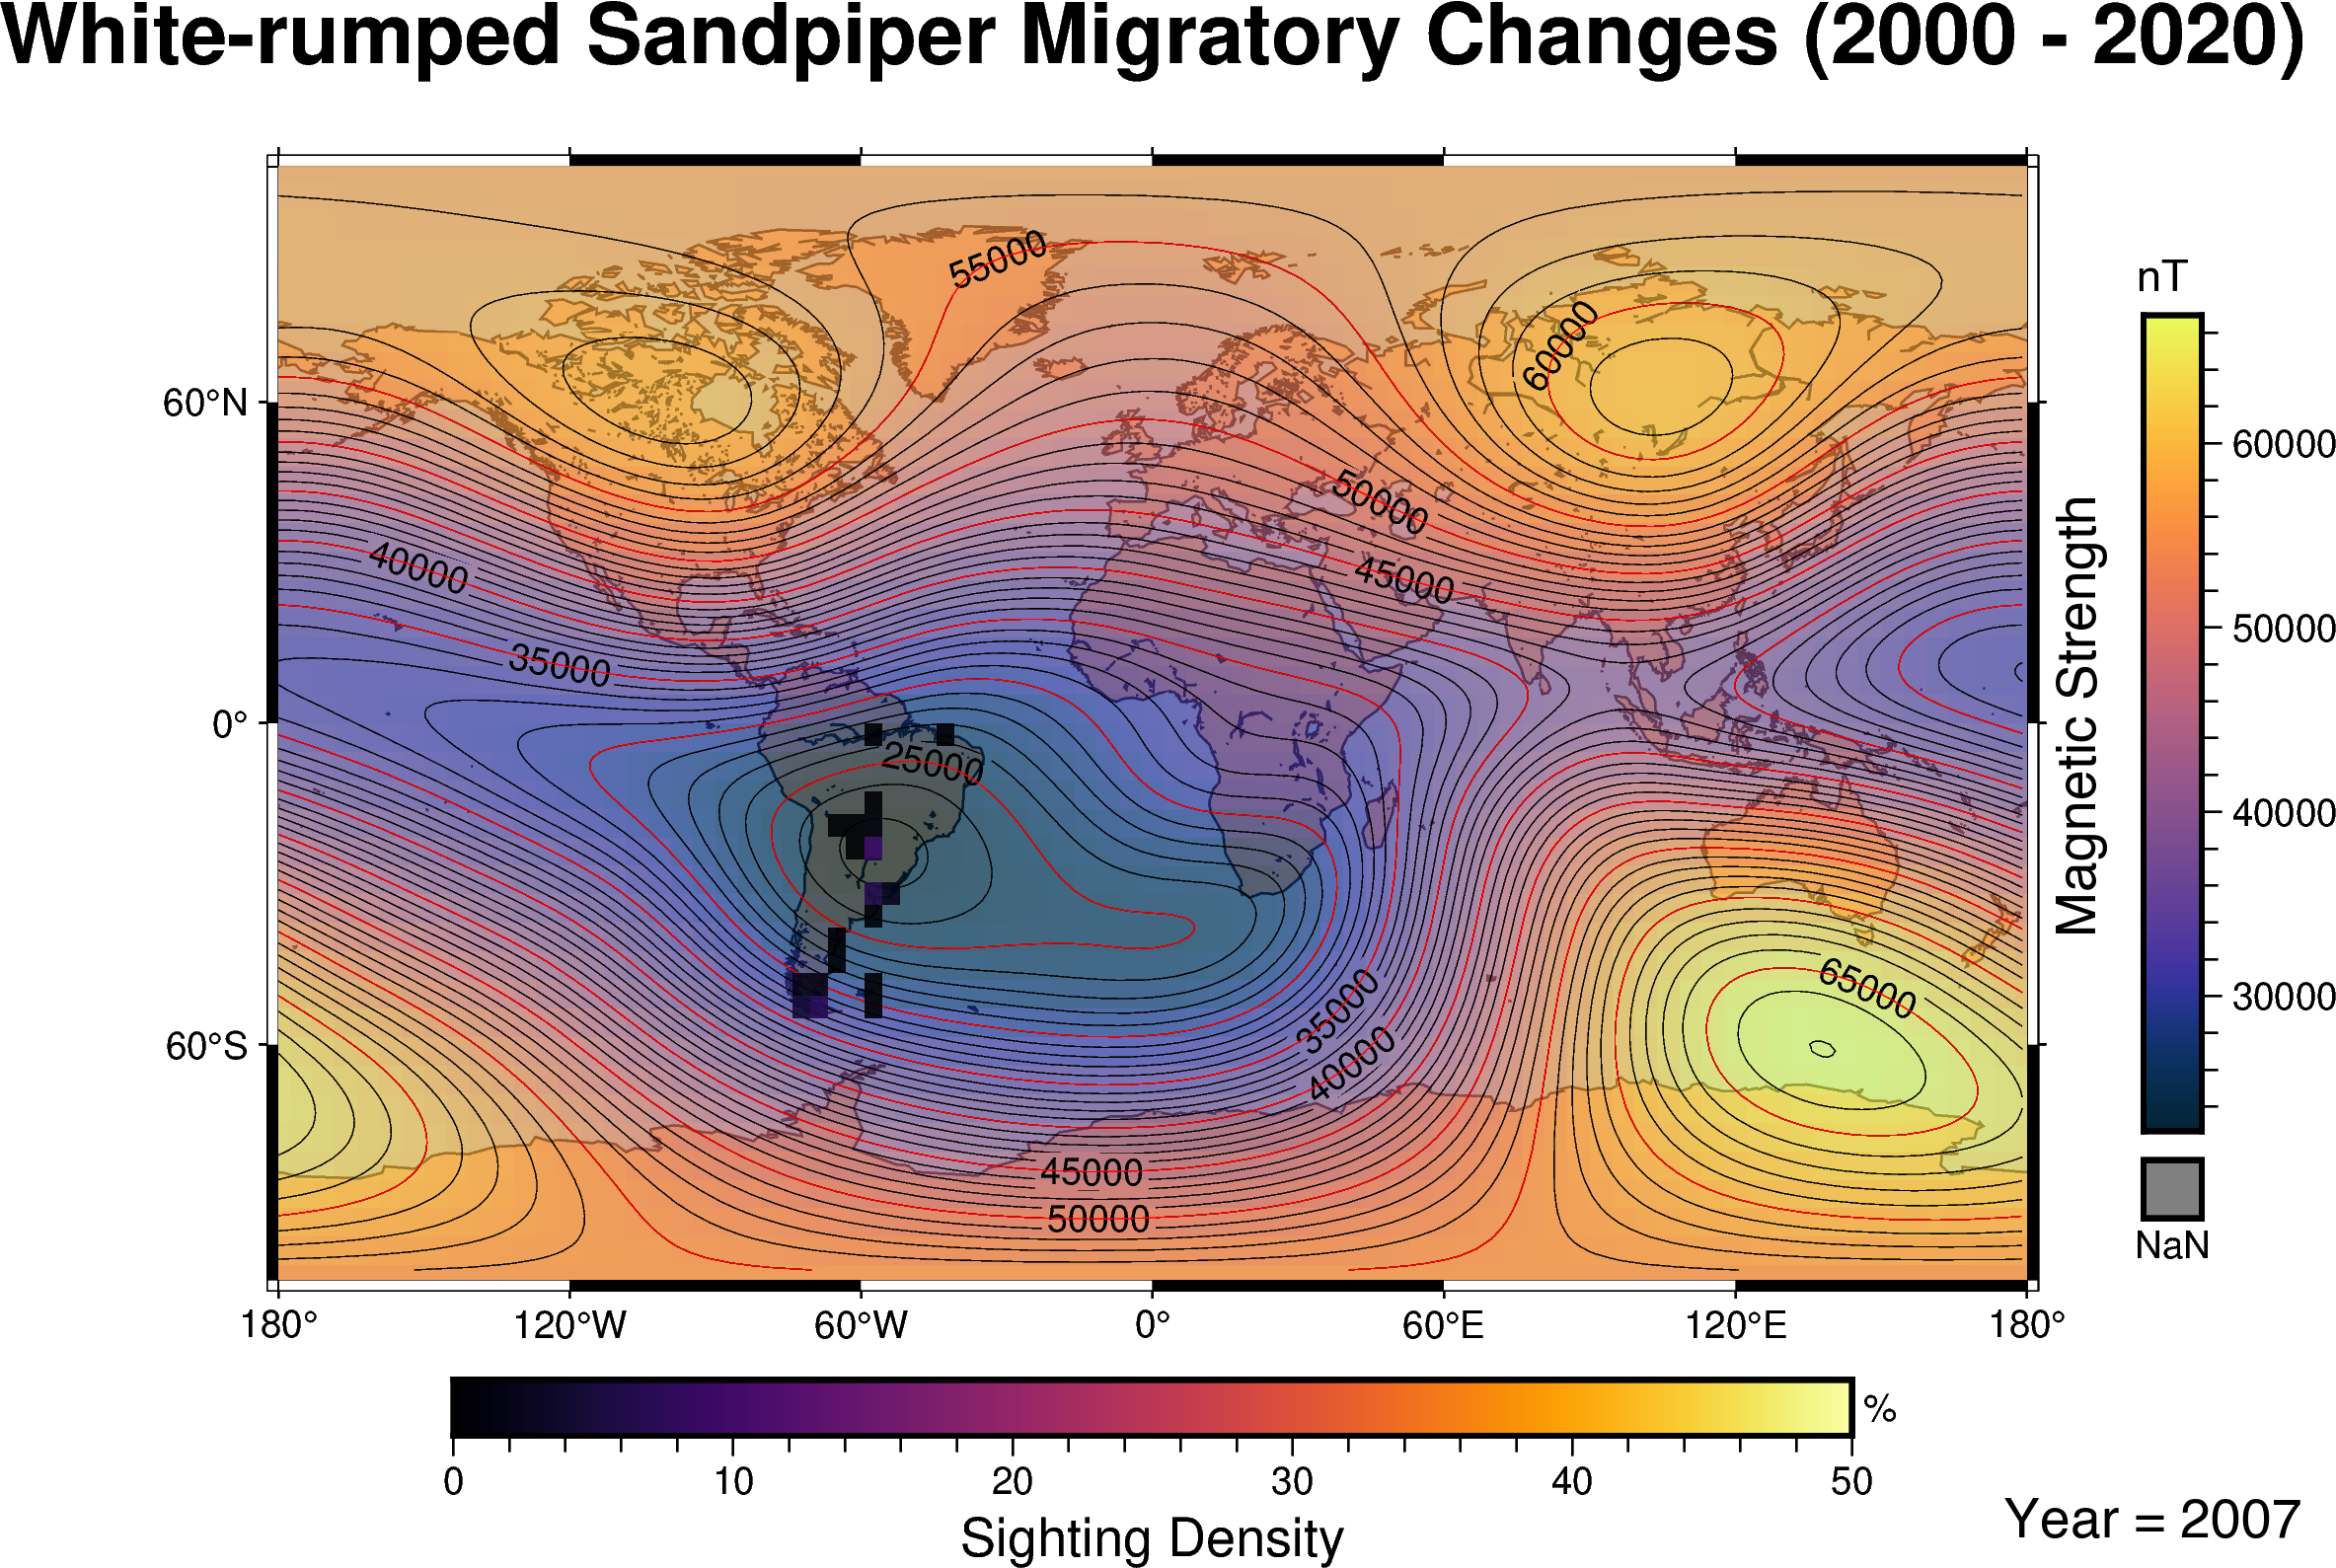 White-rumped Sandpiper Migratory Changes (2000 - 2020)
55000
60000
50000
45000
40000
35000
25000
65000
35000
40000
45000
50000
60°N
0°
60°S
180°
120°W
60°W
0°
60°E
120°E
180°
nT
60000
50000
40000
30000
Magnetic Strength
NaN
0
10
20
30
40
50
%
Sighting Density
Year = 2007